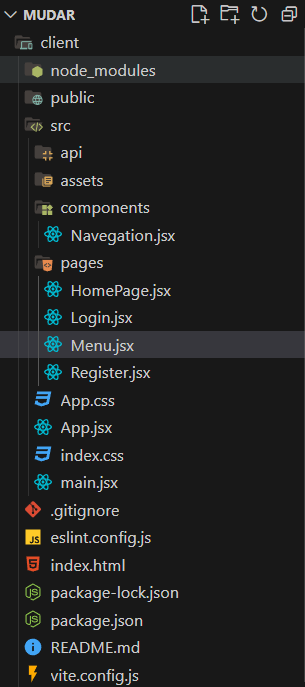 MUDAR
client
node_modules
public
src
api
assets
components
Navegation.jsx
pages
HomePage.jsx
Login.jsx
Menu.jsx
Register.jsx
App.css
App.jsx
index.css
main.jsx
.gitignore
JS eslint.config.js
index.html
package-lock.json
package.json
README.md
vite.config.js